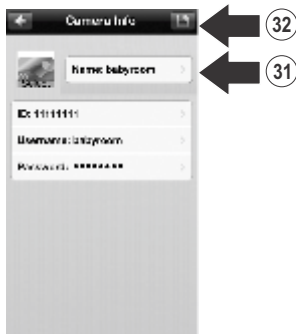 Camera Info
32
Name: babyroom
31
ID: 11111111
Username: babyroom
Password: ********